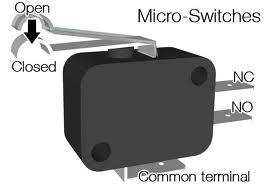 Open
Micro-Switches
Closed
NC
NO
Common terminal